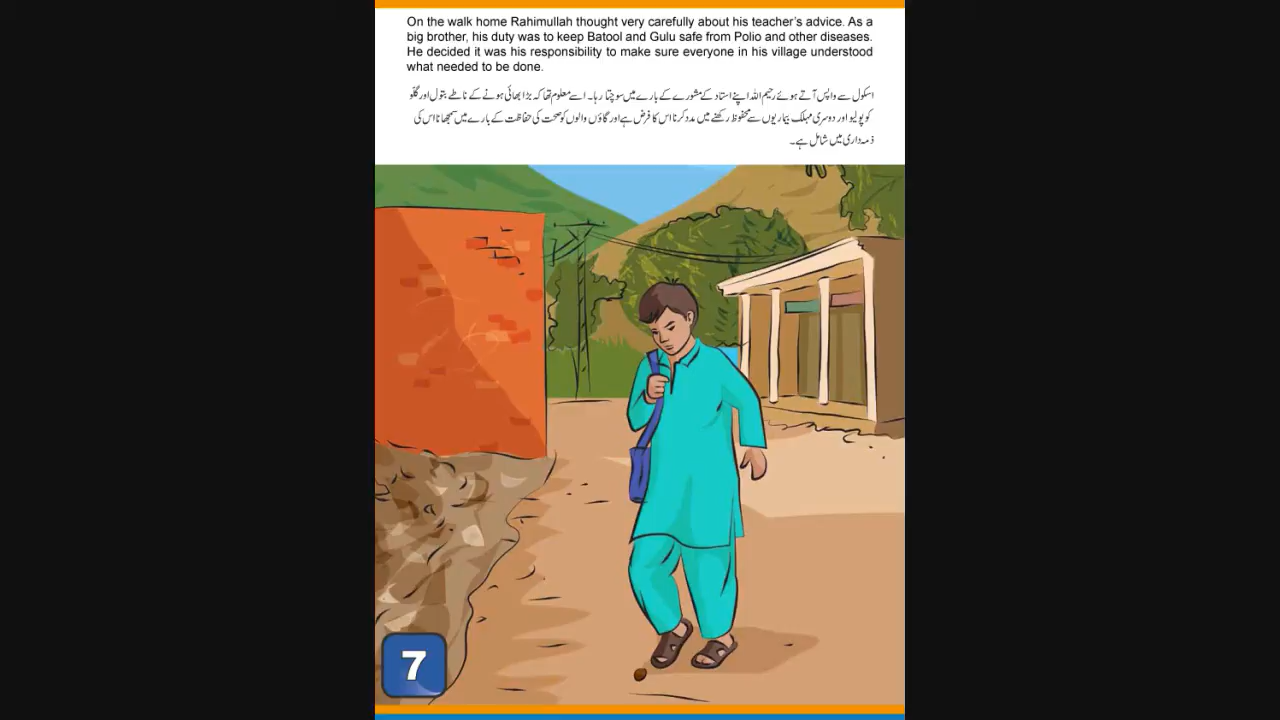 On the walk home Rahimullah thought very carefully about his teacher's advice. As a
big brother, his duty was to keep Batool and Gulu safe from Polio and other diseases.
He decided it was his responsibility to make sure everyone in his village understood
what needed to be done.
اسکول سے واپس آتے ہوئے رحیم اللہ اپنے استاد کے مشورے کے بارے میں سوچتا رہا۔ اسے معلوم تھا کہ بڑا بھائی ہونے کے ناطے بتول اور گلو
کو پولیو اور دوسری مہلک بیماریوں سے محفوظ رکھنے میں مدد کرنا اس کا فرض ہے اور گاؤں والوں کو صحت کی حفاظت کے بارے میں سمجھانا اس کی
ذمہ داری میں شامل ہے۔
7